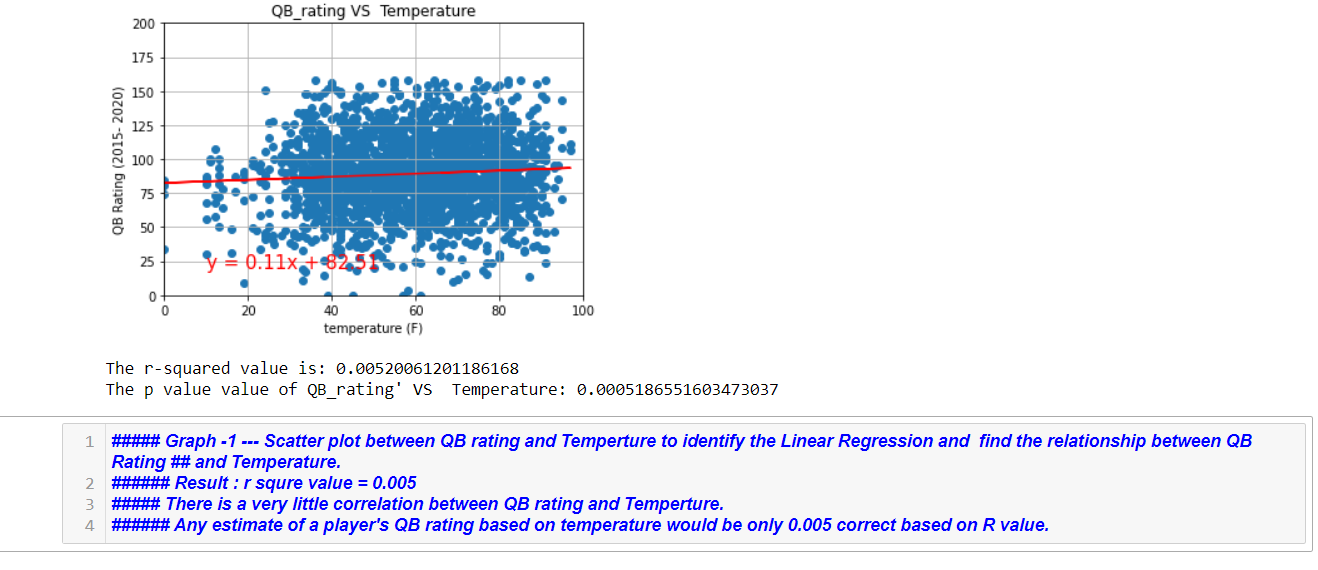 QB_rating VS  Temperature
200
175
150
125
100
75
50
25
0
QB Rating (2015- 2020)
y = 0.11x + 82.51
0 20 40 60 80 100
temperature (F)
The r-squared value is: 0.00520061201186168
The p value value of QB_rating' VS  Temperature: 0.0005186551603473037
1 ##### Graph -1 --- Scatter plot between QB rating and Temperture to identify the Linear Regression and  find the relationship between QB
Rating ## and Temperature.
2 ###### Result : r squre value = 0.005
3 ##### There is a very little correlation between QB rating and Temperture.
4 ###### Any estimate of a player's QB rating based on temperature would be only 0.005 correct based on R value.